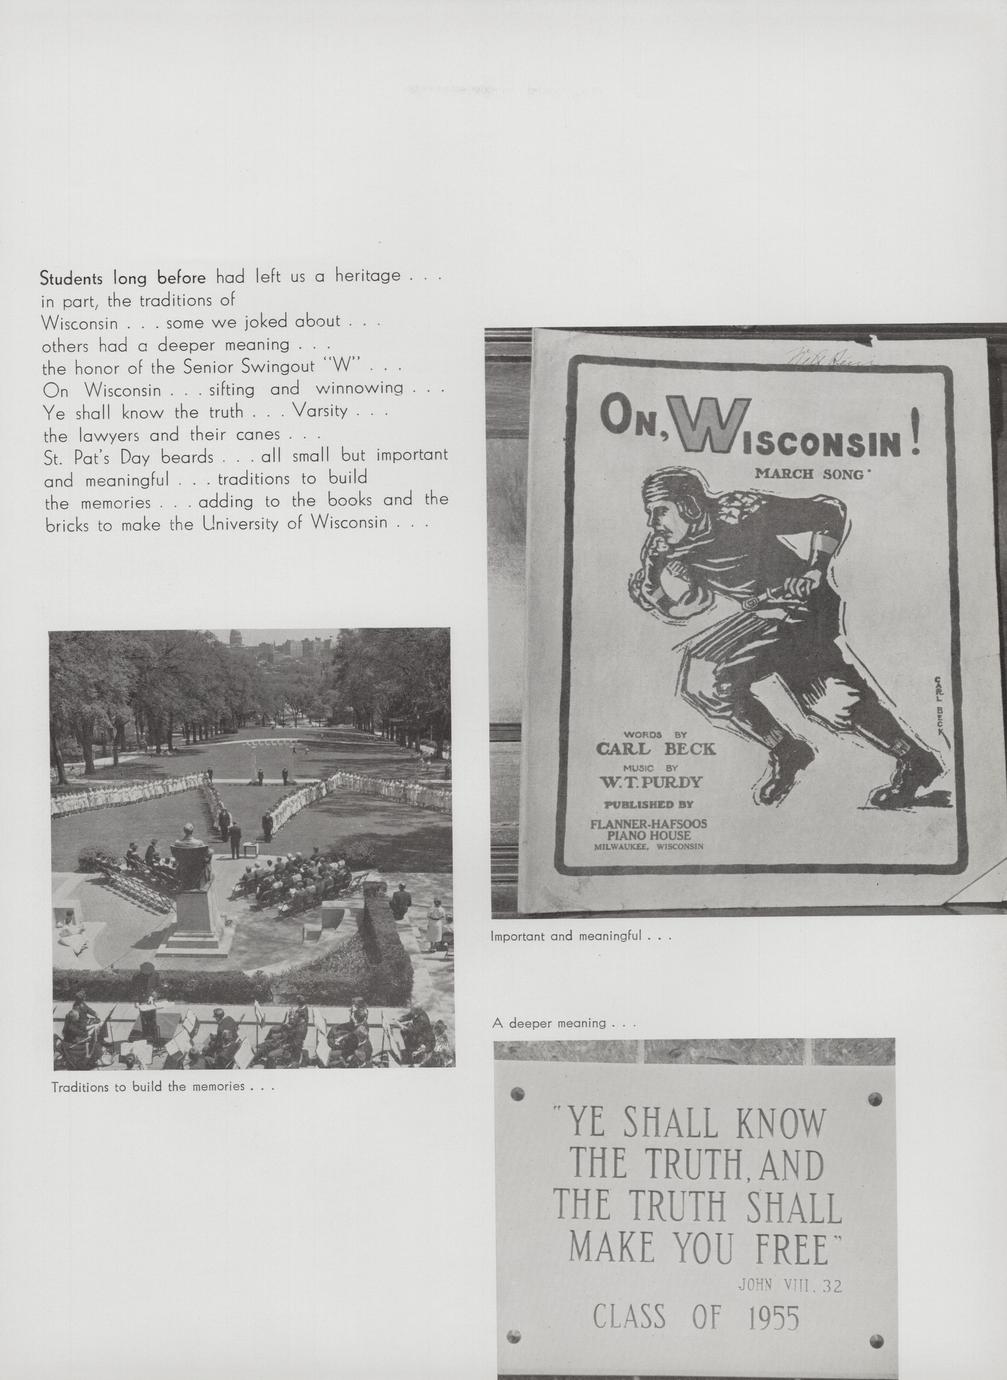 Students long before had left us a heritage . . .
in part, the traditions of
Wisconsin . . . some we joked about . . .
others had a deeper meaning . . .
the honor of the Senior Swingout "W" . . .
On Wisconsin . . . sifting and winnowing . . .
Ye shall know the truth . . . Varsity . . .
the lawyers and their canes . . .
St. Pat's Day beards . . . all small but important
and meaningful . . . traditions to build
the memories . . . adding to the books and the
bricks to make the University of Wisconsin . . .
ON, WISCONSIN!
MARCH SONG
CARL BECK
WORDS BY
CARL BECK
MUSIC BY
W. T. PURDY
PUBLISHED BY
FLANNER-HAFSOOS
PIANO HOUSE
MILWAUKEE, WISCONSIN
Important and meaningful . . .
Traditions to build the memories . . .
A deeper meaning . . .
"YE SHALL KNOW
THE TRUTH, AND
THE TRUTH SHALL
MAKE YOU FREE"
JOHN VIII. 32
CLASS OF 1955